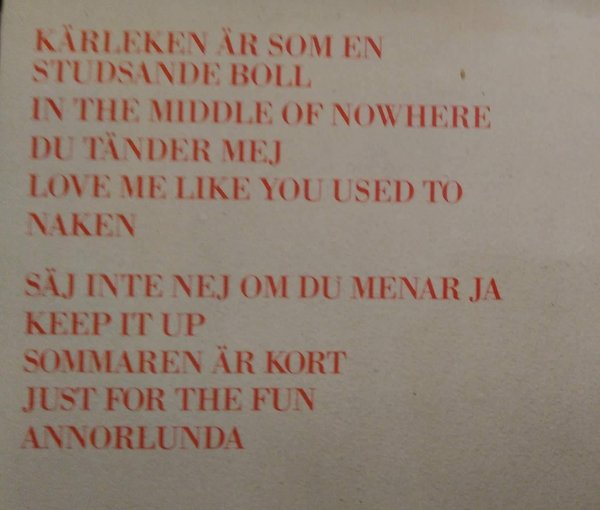 KÄRLEKEN ÄR SOM EN
STUDSANDE BOLL
IN THE MIDDLE OF NOWHERE
DU TÄNDER MEJ
LOVE ME LIKE YOU USED TO
NAKEN
SÄJ INTE NEJ OM DU MENAR JA
KEEP IT UP
SOMMAREN ÄR KORT
JUST FOR THE FUN
ANNORLUNDA